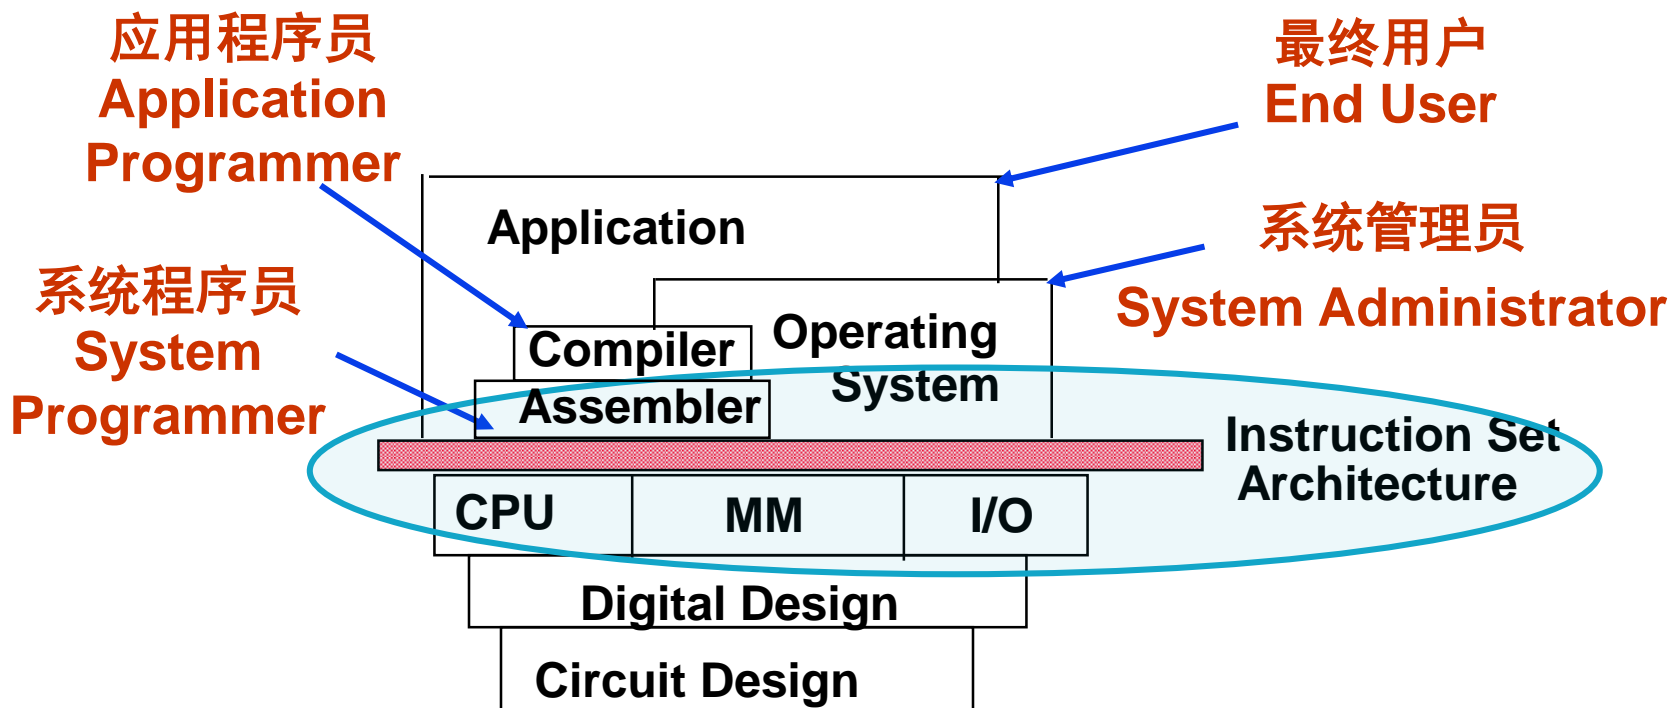 应用程序员
Application
Programmer
最终用户
End User
Application
系统管理员
System Administrator
系统程序员
System
Programmer
Compiler
Operating
System
Assembler
Instruction Set
Architecture
CPU
MM
I/O
Digital Design
Circuit Design